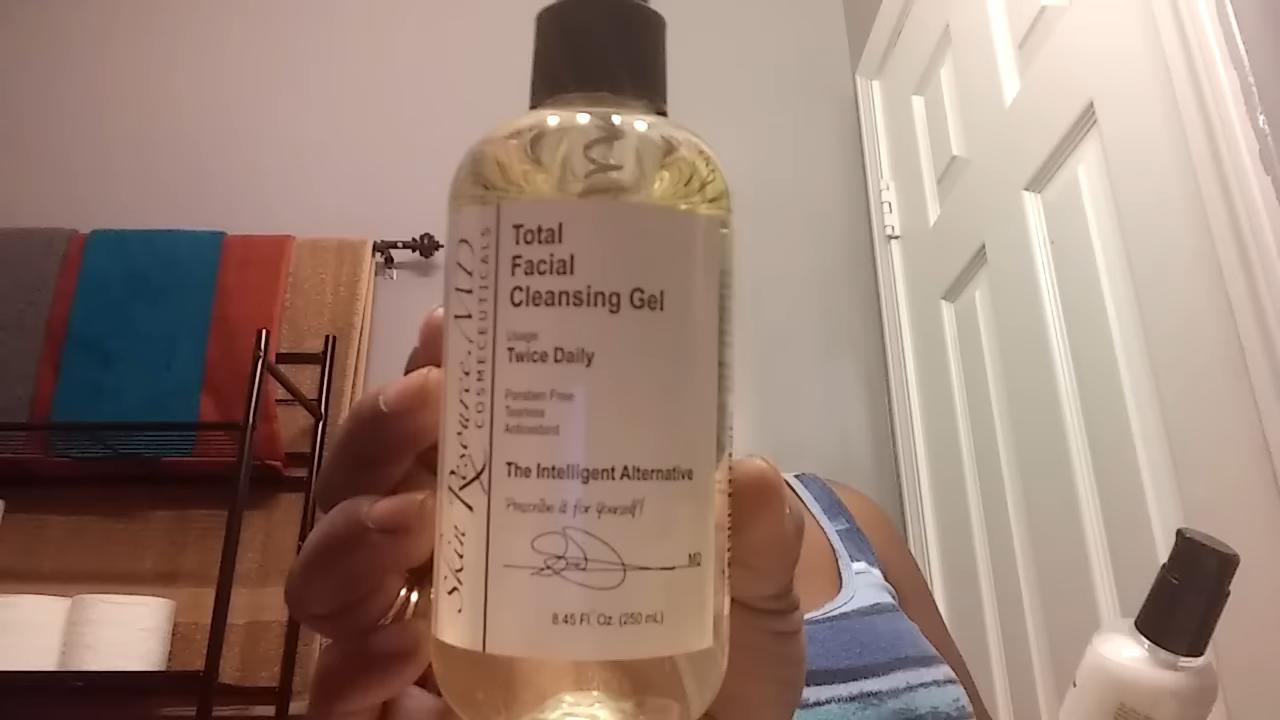 Skin Resource.MD
COSMECEUTICALS
Total
Facial
Cleansing Gel
Usage:
Twice Daily
Paraben Free
Tearless
Antioxidant
The Intelligent Alternative
Prescribe it for yourself!
MD
8.45 Fl. Oz. (250 mL)